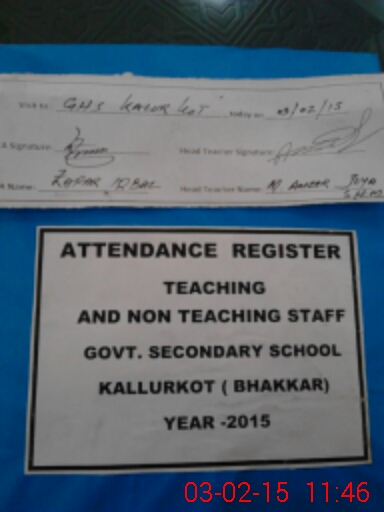 Visit to: GHS KALUR KOT today on 03/02/15
Signature: Head Teacher Signature:
Name: ZAFAR IQBAL Head Teacher Name: M.
ATTENDANCE REGISTER
TEACHING
AND NON TEACHING STAFF
GOVT. SECONDARY SCHOOL
KALLURKOT ( BHAKKAR)
YEAR -2015
03-02-15 11:46